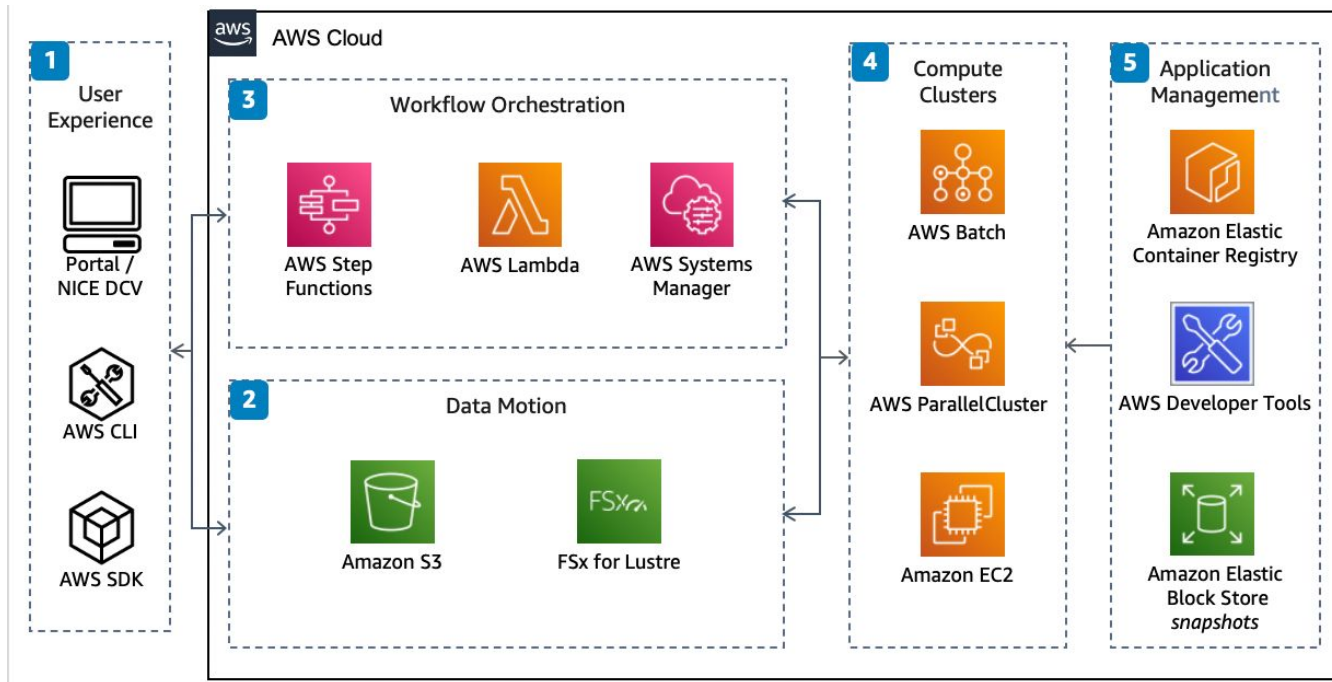 aws
AWS Cloud
1
User
Experience
Portal /
NICE DCV
AWS CLI
AWS SDK
3
Workflow Orchestration
AWS Step
Functions
AWS Lambda
AWS Systems
Manager
2
Data Motion
Amazon S3
FSx
FSx for Lustre
4
Compute
Clusters
AWS Batch
AWS ParallelCluster
Amazon EC2
5
Application
Management
Amazon Elastic
Container Registry
AWS Developer Tools
Amazon Elastic
Block Store
snapshots